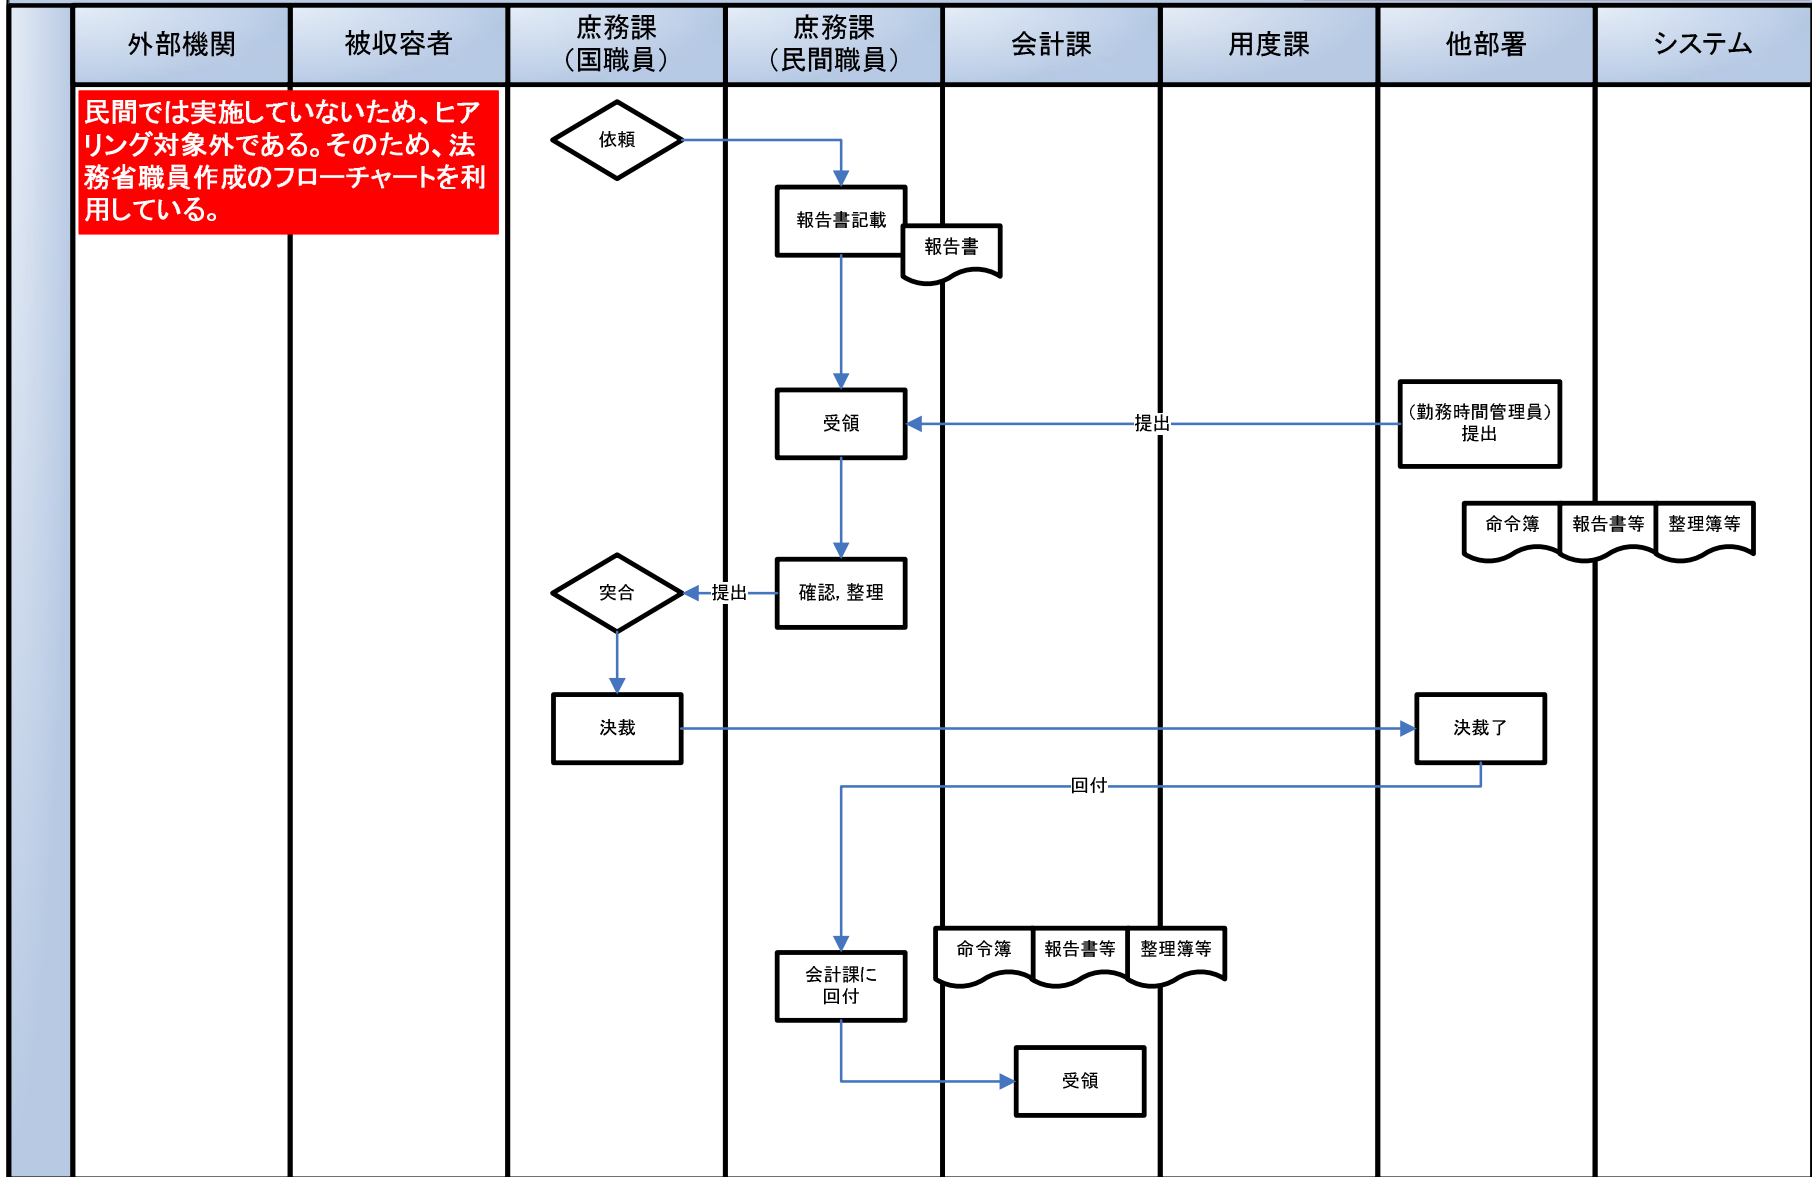 外部機関
被収容者
庶務課
（国職員）
庶務課
（民間職員）
会計課
用度課
他部署
システム
民間では実施していないため、ヒア
リング対象外である。そのため、法
務省職員作成のフローチャートを利
用している。
依頼
報告書記載
報告書
受領
提出
（勤務時間管理員）
提出
命令簿
報告書等
整理簿等
突合
提出
確認，整理
決裁
決裁了
回付
命令簿
報告書等
整理簿等
会計課に
回付
受領